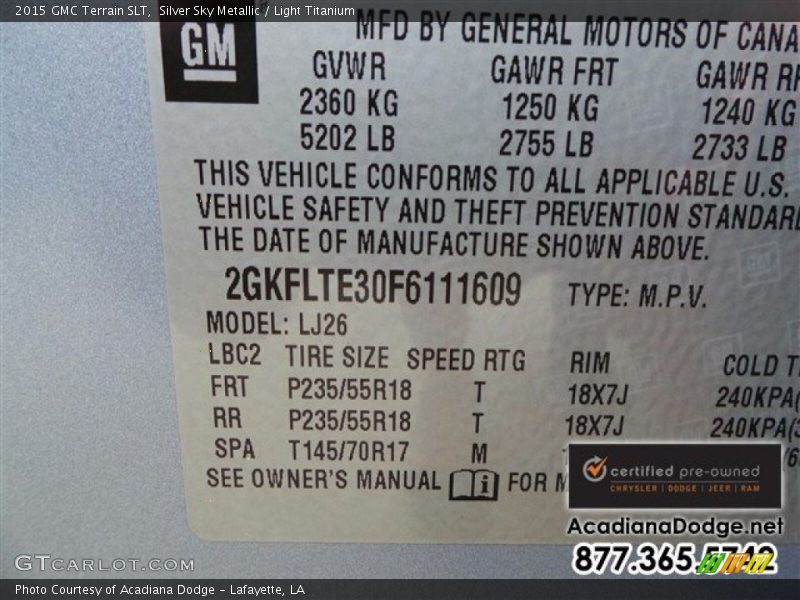 2015 GMC Terrain SLT, Silver Sky Metallic / Light Titanium
GM
MFD BY GENERAL MOTORS OF CANA
GVWR GAWR FRT GAWR RR
2360 KG 1250 KG 1240 KG
5202 LB 2755 LB 2733 LB
THIS VEHICLE CONFORMS TO ALL APPLICABLE U.S.
VEHICLE SAFETY AND THEFT PREVENTION STANDARD
THE DATE OF MANUFACTURE SHOWN ABOVE.
2GKFLTE30F6111609 TYPE: M.P.V.
MODEL: LJ26
LBC2 TIRE SIZE SPEED RTG RIM COLD T
FRT P235/55R18 T 18X7J 240KPA(
RR P235/55R18 T 18X7J 240KPA(3
SPA T145/70R17 M
SEE OWNER'S MANUAL i FOR M
certified pre-owned
CHRYSLER | DODGE | JEEP | RAM
AcadianaDodge.net
877.365.5742
GTCARLOT.COM
Photo Courtesy of Acadiana Dodge - Lafayette, LA